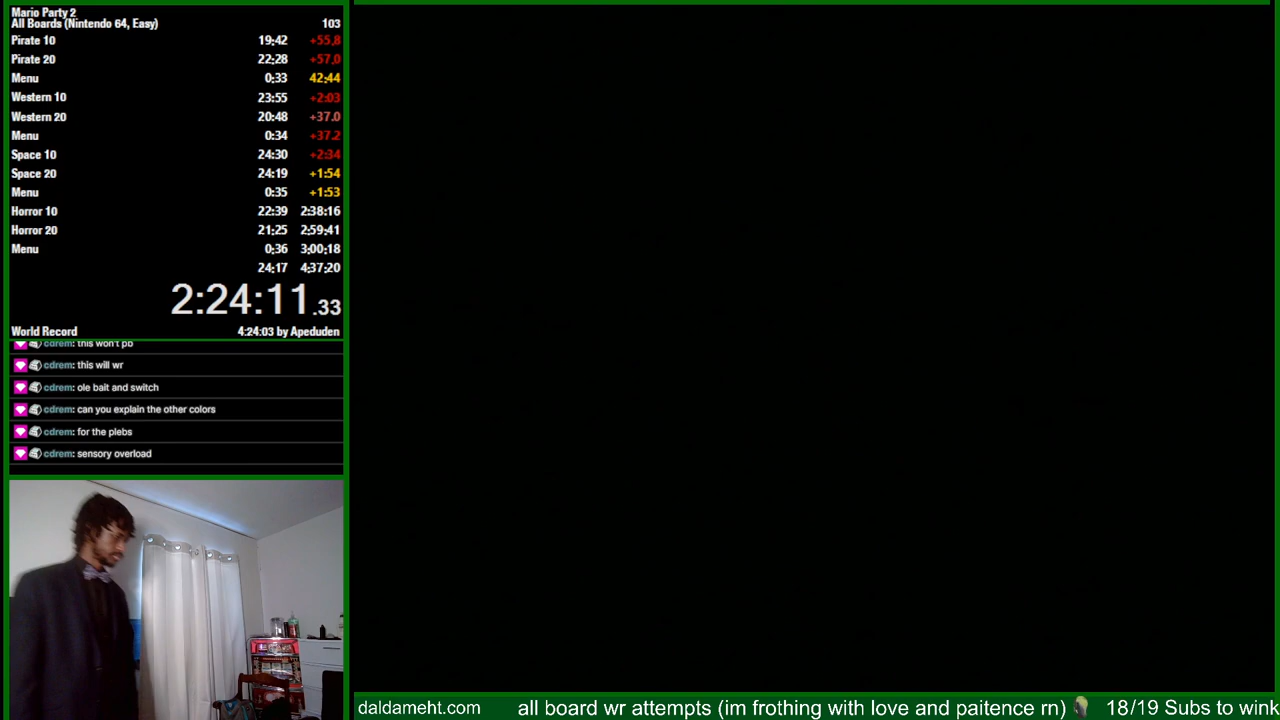 Mario Party 2
All Boards (Nintendo 64, Easy) 103
Pirate 10 19:42 +55.8
Pirate 20 22:28 +57.0
Menu 0:33 42:44
Western 10 23:55 +2:03
Western 20 20:48 +37.0
Menu 0:34 +37.2
Space 10 24:30 +2:34
Space 20 24:19 +1:54
Menu 0:35 +1:53
Horror 10 22:39 2:38:16
Horror 20 21:25 2:59:41
Menu 0:36 3:00:18
24:17 4:37:20
2:24:11.33
World Record 4:24:03 by Apeduden
cdrem: this won't pb
cdrem: this will wr
cdrem: ole bait and switch
cdrem: can you explain the other colors
cdrem: for the plebs
cdrem: sensory overload
daldameht.com all board wr attempts (im frothing with love and paitence rn) 18/19 Subs to wink